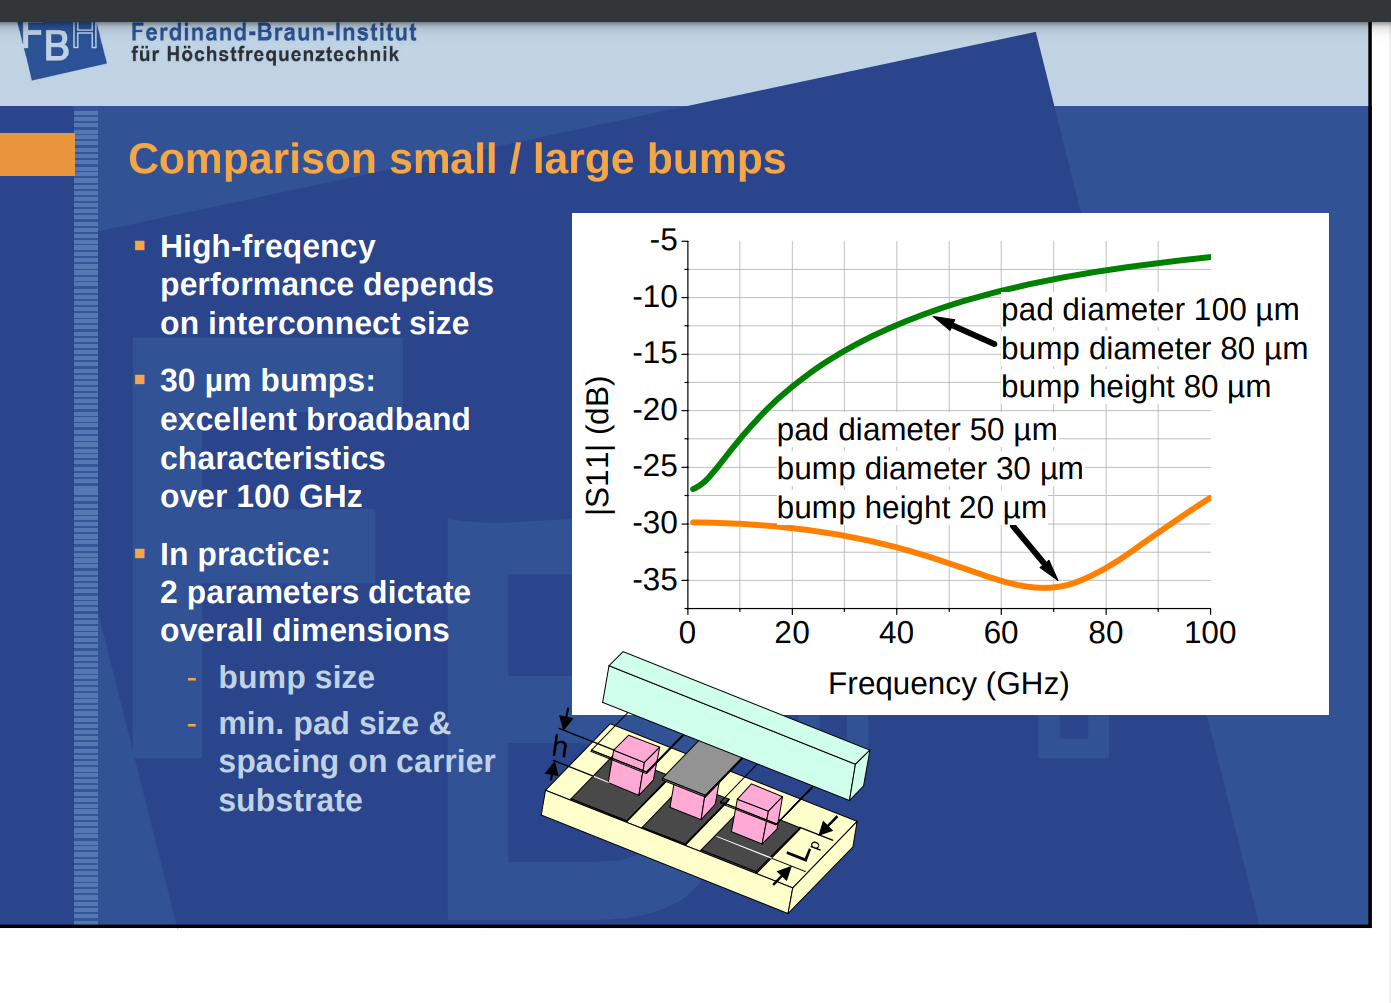 FBH
Ferdinand-Braun-Institut
für Höchstfrequenztechnik
Comparison small / large bumps
High-freqency
performance depends
on interconnect size
30 µm bumps:
excellent broadband
characteristics
over 100 GHz
In practice:
2 parameters dictate
overall dimensions
- bump size
- min. pad size &
spacing on carrier
substrate
|S11| (dB)
-5
-10
-15
-20
-25
-30
-35
pad diameter 100 µm
bump diameter 80 µm
bump height 80 µm
pad diameter 50 µm
bump diameter 30 µm
bump height 20 µm
0 20 40 60 80 100
Frequency (GHz)
h
Lp